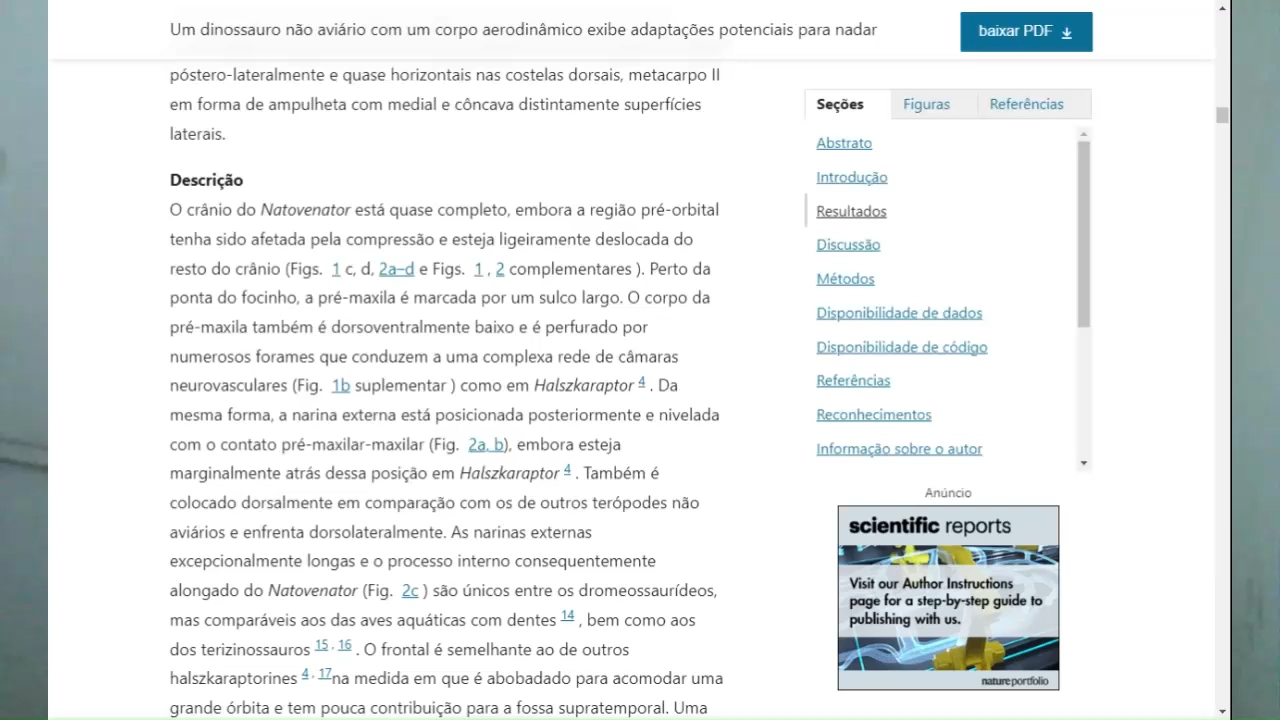 Um dinossauro não aviário com um corpo aerodinâmico exibe adaptações potenciais para nadar
baixar PDF
póstero-lateralmente e quase horizontais nas costelas dorsais, metacarpo II
em forma de ampulheta com medial e côncava distintamente superfícies
laterais.
Descrição
O crânio do Natovenator está quase completo, embora a região pré-orbital
tenha sido afetada pela compressão e esteja ligeiramente deslocada do
resto do crânio (Figs. 1 c, d, 2a–d e Figs. 1 , 2 complementares ). Perto da
ponta do focinho, a pré-maxila é marcada por um sulco largo. O corpo da
pré-maxila também é dorsoventralmente baixo e é perfurado por
numerosos forames que conduzem a uma complexa rede de câmaras
neurovasculares (Fig. 1b suplementar ) como em Halszkaraptor 4 . Da
mesma forma, a narina externa está posicionada posteriormente e nivelada
com o contato pré-maxilar-maxilar (Fig. 2a, b), embora esteja
marginalmente atrás dessa posição em Halszkaraptor 4 . Também é
colocado dorsalmente em comparação com os de outros terópodes não
aviários e enfrenta dorsolateralmente. As narinas externas
excepcionalmente longas e o processo interno consequentemente
alongado do Natovenator (Fig. 2c ) são únicos entre os dromeossaurídeos,
mas comparáveis aos das aves aquáticas com dentes 14 , bem como aos
dos terizinossauros 15 , 16 . O frontal é semelhante ao de outros
halszkaraptorines 4 , 17na medida em que é abobadado para acomodar uma
grande órbita e tem pouca contribuição para a fossa supratemporal. Uma
Seções
Figuras
Referências
Abstrato
Introdução
Resultados
Discussão
Métodos
Disponibilidade de dados
Disponibilidade de código
Referências
Reconhecimentos
Informação sobre o autor
Anúncio
scientific reports
Visit our Author Instructions
page for a step-by-step guide to
publishing with us.
natureportfolio